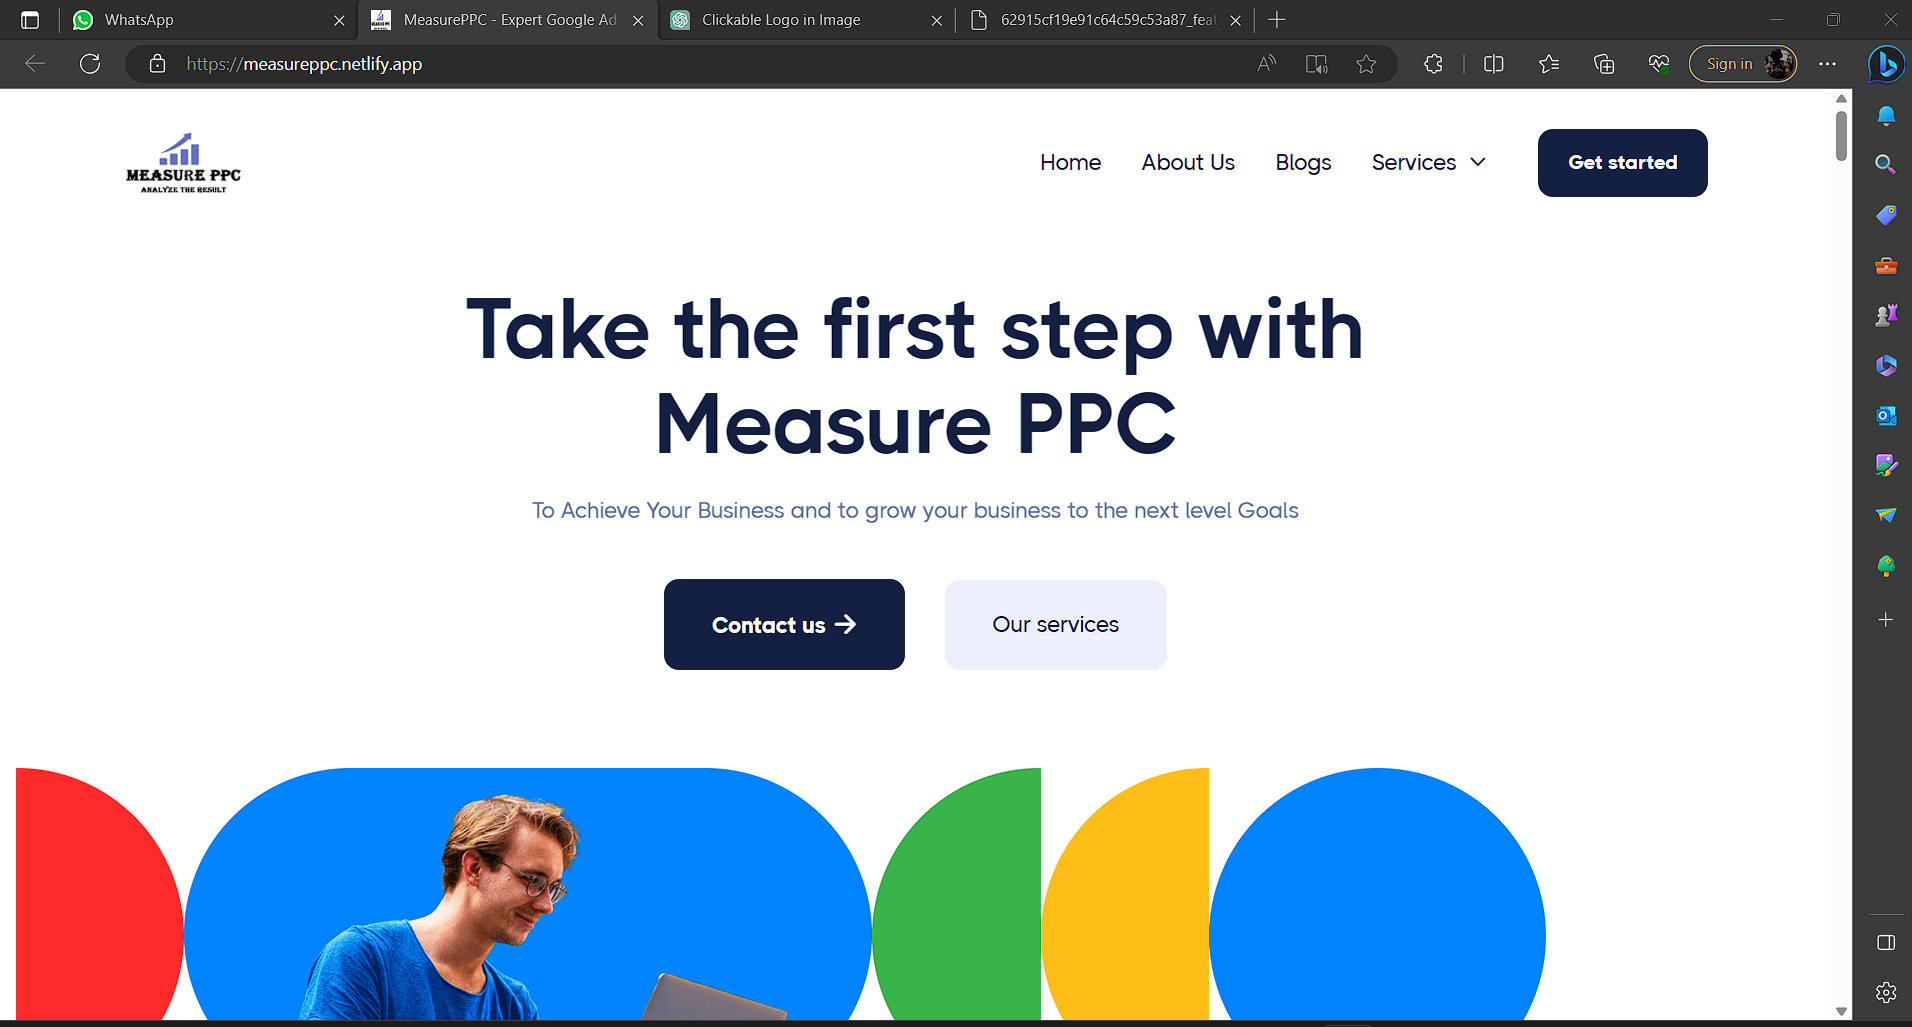 WhatsApp
MeasurePPC - Expert Google Ad
Clickable Logo in Image
62915cf19e91c64c59c53a87_feat
https://measureppc.netlify.app
Sign in
MEASURE PPC
ANALYZE THE RESULT
Home
About Us
Blogs
Services
Get started
Take the first step with
Measure PPC
To Achieve Your Business and to grow your business to the next level Goals
Contact us →
Our services